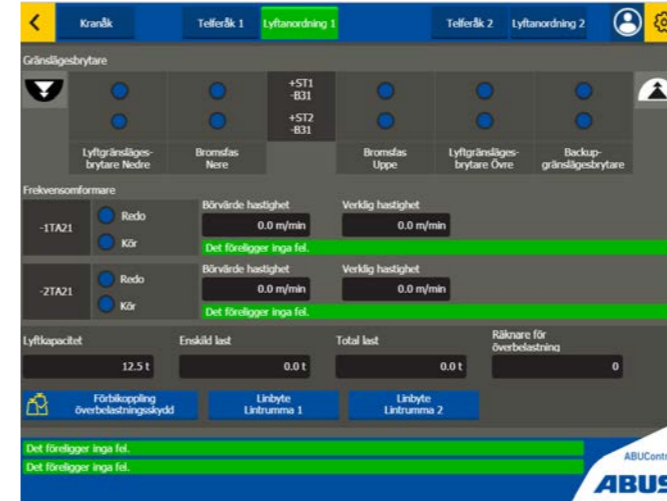 Kranåk
Telferåk 1
Lyftanordning 1
Telferåk 2
Lyftanordning 2
Gränslägesbrytare
+ST1
-B31
+ST2
-B31
Lyftgränsläges-
brytare Nedre
Bromsfas
Nere
Bromsfas
Uppe
Lyftgränsläges-
brytare Övre
Backup-
gränslägesbrytare
Frekvensomformare
-1TA21
Redo
Kör
Börvärde hastighet
Verklig hastighet
0.0 m/min
0.0 m/min
Det föreligger inga fel.
-2TA21
Redo
Kör
Börvärde hastighet
Verklig hastighet
0.0 m/min
0.0 m/min
Det föreligger inga fel.
Lyftkapacitet
Enskild last
Total last
Räknare för
överbelastning
12.5 t
0.0 t
0.0 t
0
Förbikoppling
överbelastningsskydd
Linbyte
Lintrumma 1
Linbyte
Lintrumma 2
Det föreligger inga fel.
Det föreligger inga fel.
ABUContr
ABUS